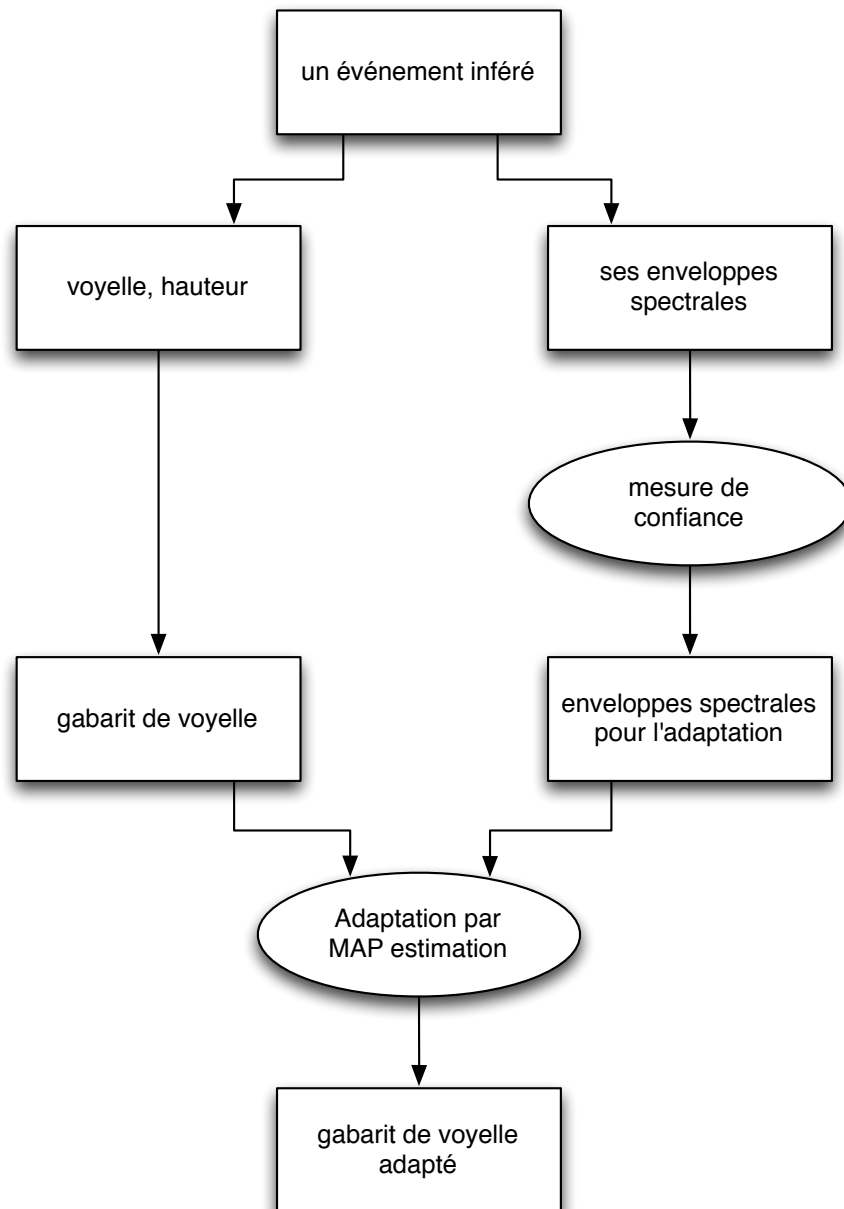 un événement inféré
voyelle, hauteur
ses enveloppes
spectrales
mesure de
confiance
gabarit de voyelle
enveloppes spectrales
pour l'adaptation
Adaptation par
MAP estimation
gabarit de voyelle
adapté